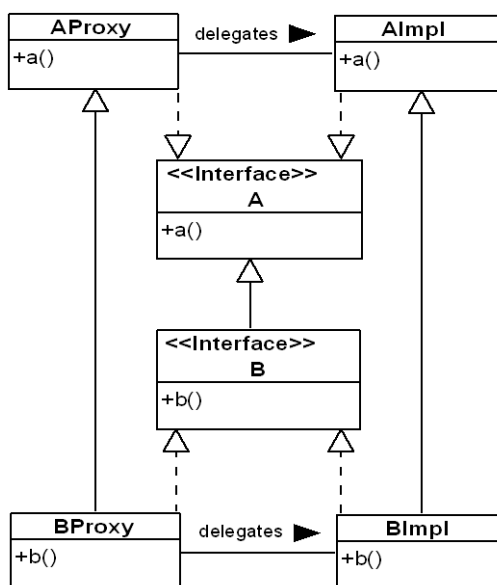 AProxy
delegates
AImpl
+a()
+a()
<<Interface>>
A
+a()
<<Interface>>
B
+b()
BProxy
delegates
BImpl
+b()
+b()